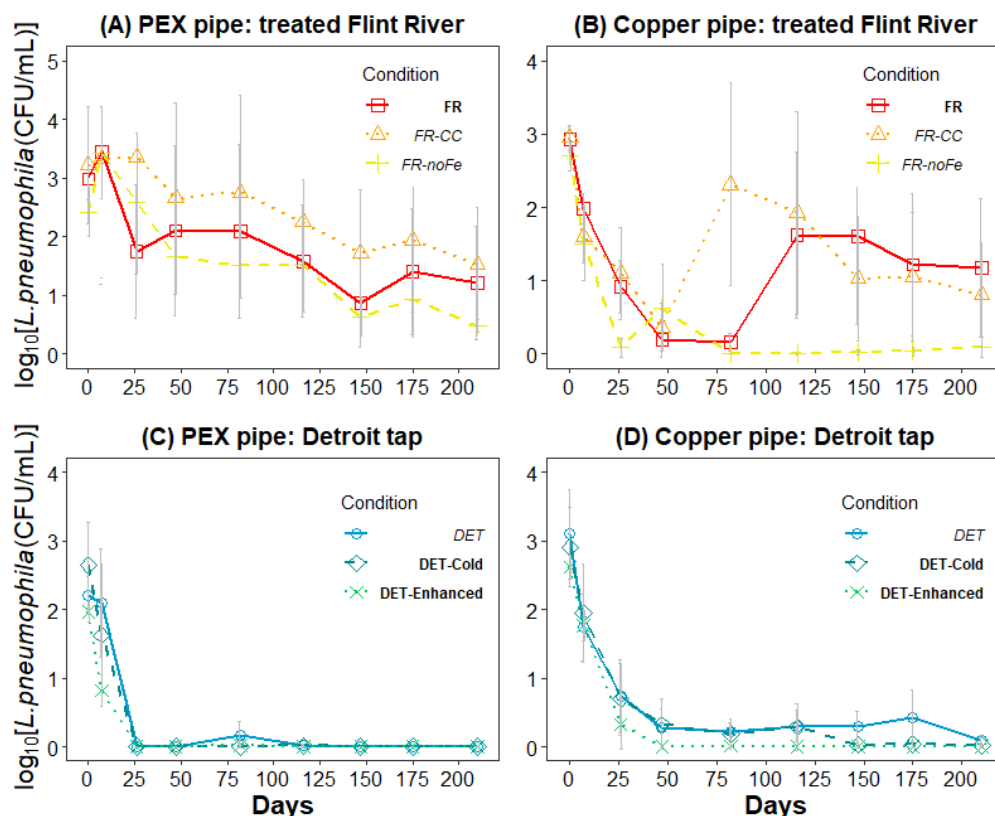 (A) PEX pipe: treated Flint River
log10[L.pneumophila(CFU/mL)]
5
4
3
2
1
0
Condition
FR
FR-CC
FR-noFe
0 25 50 75 100 125 150 175 200
(B) Copper pipe: treated Flint River
4
3
2
1
0
Condition
FR
FR-CC
FR-noFe
0 25 50 75 100 125 150 175 200
(C) PEX pipe: Detroit tap
log10[L.pneumophila(CFU/mL)]
4
3
2
1
0
Condition
DET
DET-Cold
DET-Enhanced
0 25 50 75 100 125 150 175 200
Days
(D) Copper pipe: Detroit tap
4
3
2
1
0
Condition
DET
DET-Cold
DET-Enhanced
0 25 50 75 100 125 150 175 200
Days